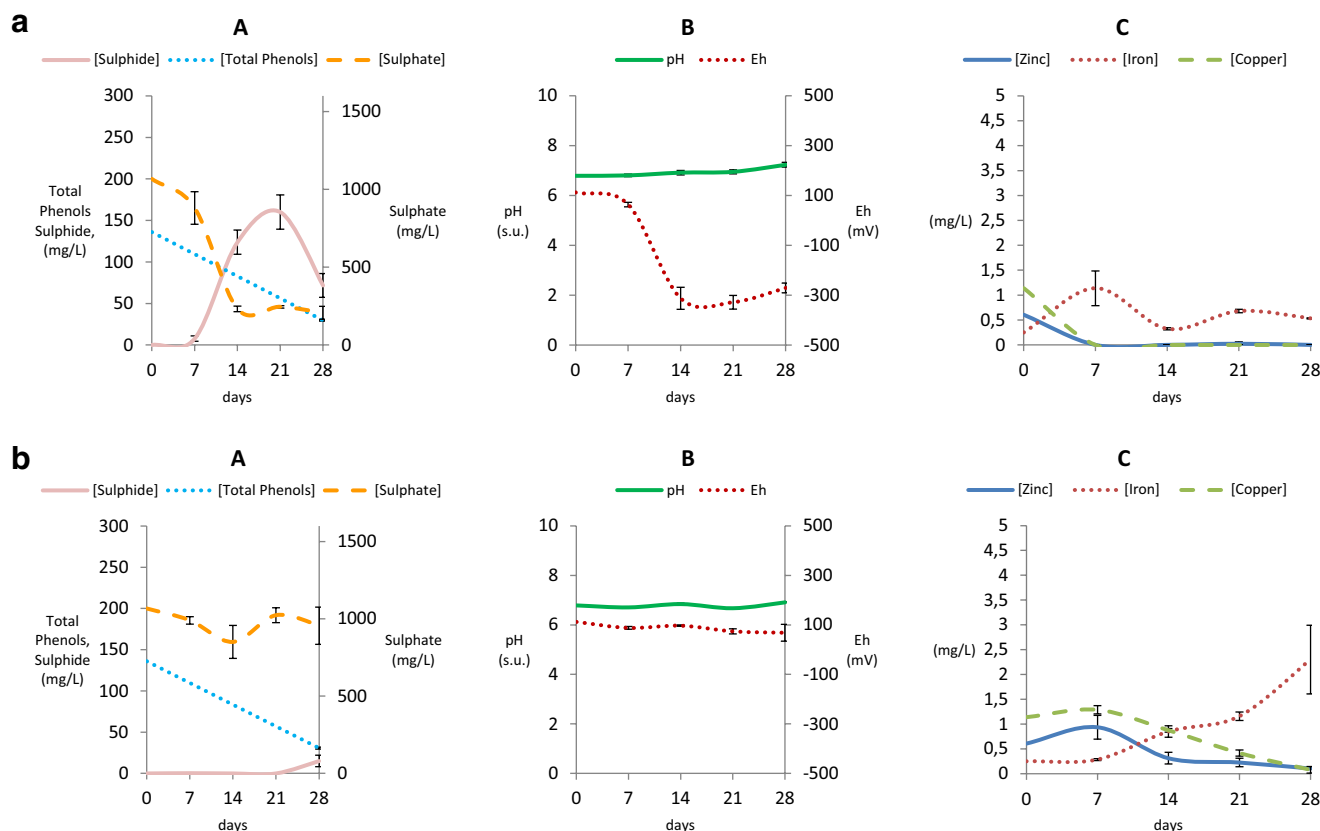 a
A
[Sulphide] [Total Phenols] [Sulphate]
300
250
200
150
100
50
0
1500
1000
500
0
Total
Phenols
Sulphide,
(mg/L)
Sulphate
(mg/L)
0 7 14 21 28
days
B
pH Eh
10
8
6
4
2
0
500
300
100
-100
-300
-500
pH
(s.u.)
Eh
(mV)
0 7 14 21 28
days
C
[Zinc] [Iron] [Copper]
5
4,5
4
3,5
3
2,5
2
1,5
1
0,5
0
(mg/L)
0 7 14 21 28
days
b
A
[Sulphide] [Total Phenols] [Sulphate]
300
250
200
150
100
50
0
1500
1000
500
0
Total
Phenols,
Sulphide
(mg/L)
Sulphate
(mg/L)
0 7 14 21 28
days
B
pH Eh
10
8
6
4
2
0
500
300
100
-100
-300
-500
pH
(s.u.)
Eh
(mV)
0 7 14 21 28
days
C
[Zinc] [Iron] [Copper]
5
4,5
4
3,5
3
2,5
2
1,5
1
0,5
0
(mg/L)
0 7 14 21 28
days